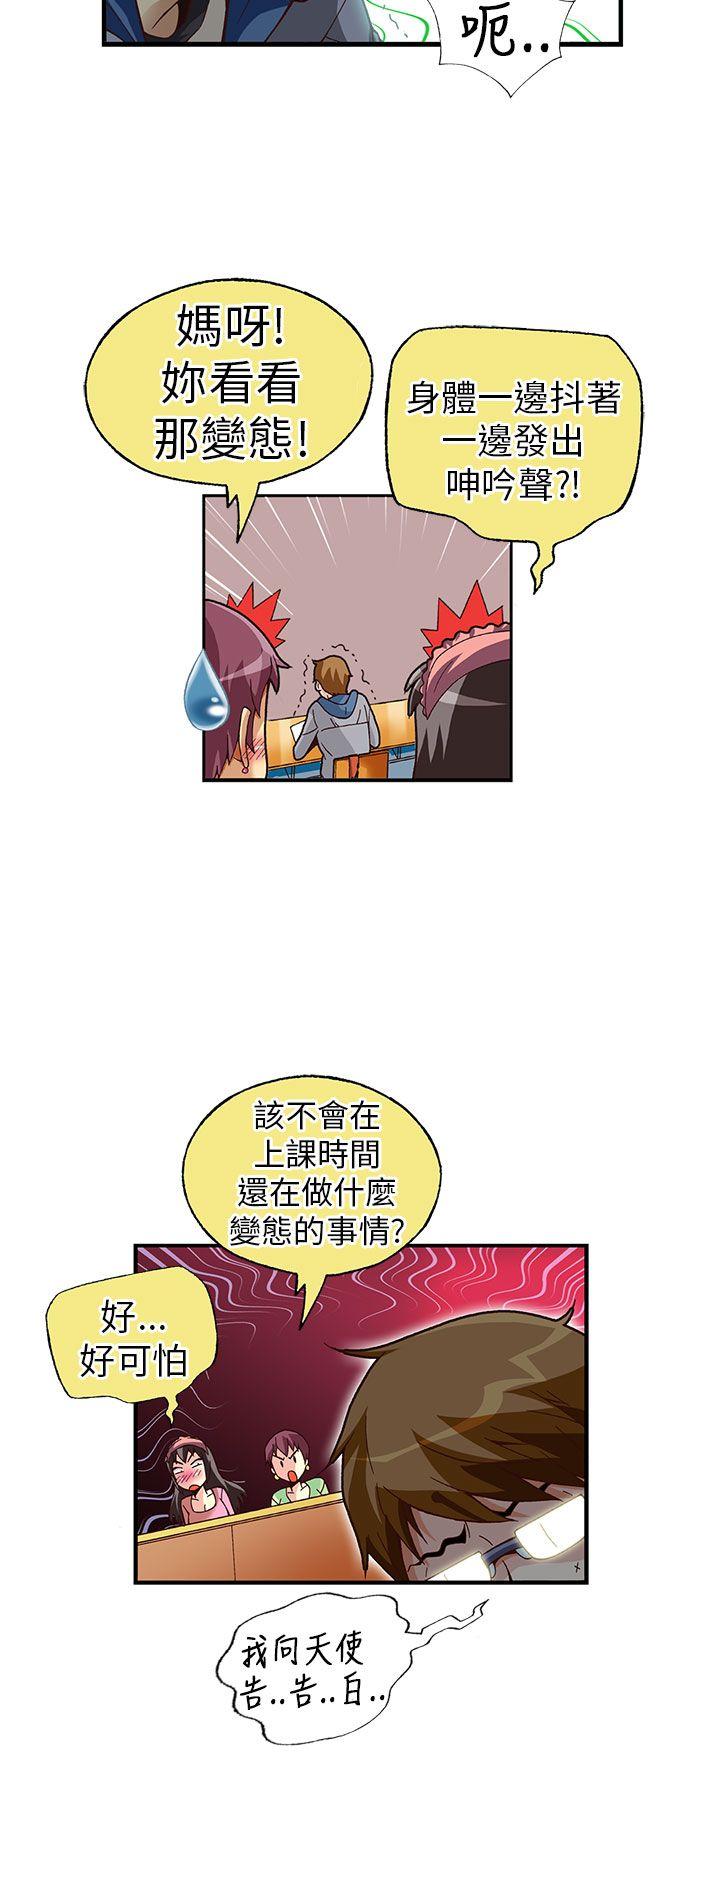 呃..
媽呀!
妳看看
那變態!
身體一邊抖著
一邊發出
呻吟聲?!
該不會在
上課時間
還在做什麼
變態的事情?
好...
好可怕
我向天使
告..告..白..